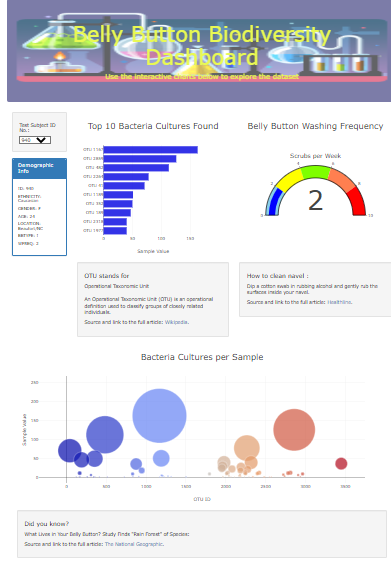 Belly Button Biodiversity
Dashboard
Use the interactive charts below to explore the dataset
Test Subject ID
No.:
940
Demographic
Info
ID: 940
ETHNICITY:
Caucasian
GENDER: F
AGE: 24
LOCATION:
Beaufort/NC
BBTYPE: I
WFREQ: 2
Top 10 Bacteria Cultures Found
OTU 1167
OTU 2859
OTU 482
OTU 2264
OTU 41
OTU 1189
OTU 352
OTU 189
OTU 2318
OTU 1977
0 50 100 150
Sample Value
Belly Button Washing Frequency
Scrubs per Week
0 2 4 6 8 10
2
OTU stands for
Operational Taxonomic Unit
An Operational Taxonomic Unit (OTU) is an operational
definition used to classify groups of closely related
individuals.
Source and link to the full article: Wikipedia.
How to clean navel :
Dip a cotton swab in rubbing alcohol and gently rub the
surfaces inside your navel.
Source and link to the full article: Healthline.
Bacteria Cultures per Sample
Sample Value
250
200
150
100
50
0
0 500 1000 1500 2000 2500 3000 3500
OTU ID
Did you know?
What Lives in Your Belly Button? Study Finds "Rain Forest" of Species:
Source and link to the full article: The National Geographic.